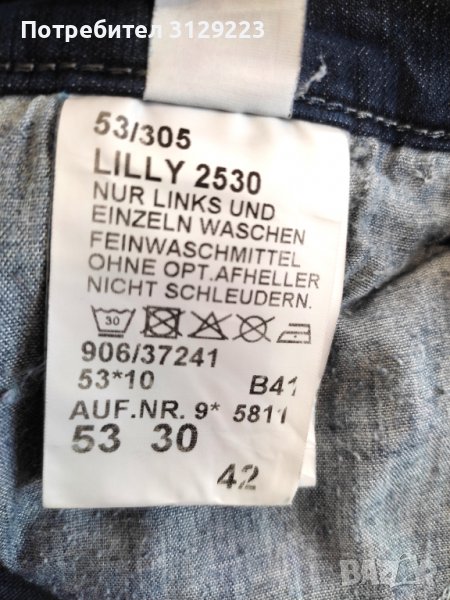 Потребител 3129223
53/305
LILLY 2530
NUR LINKS UND
EINZELN WASCHEN
FEINWASCHMITTEL
OHNE OPT.AFHELLER
NICHT SCHLEUDERN.
30
906/37241
53*10 B41
AUF.NR. 9* 5811
53 30
42
BAZAR